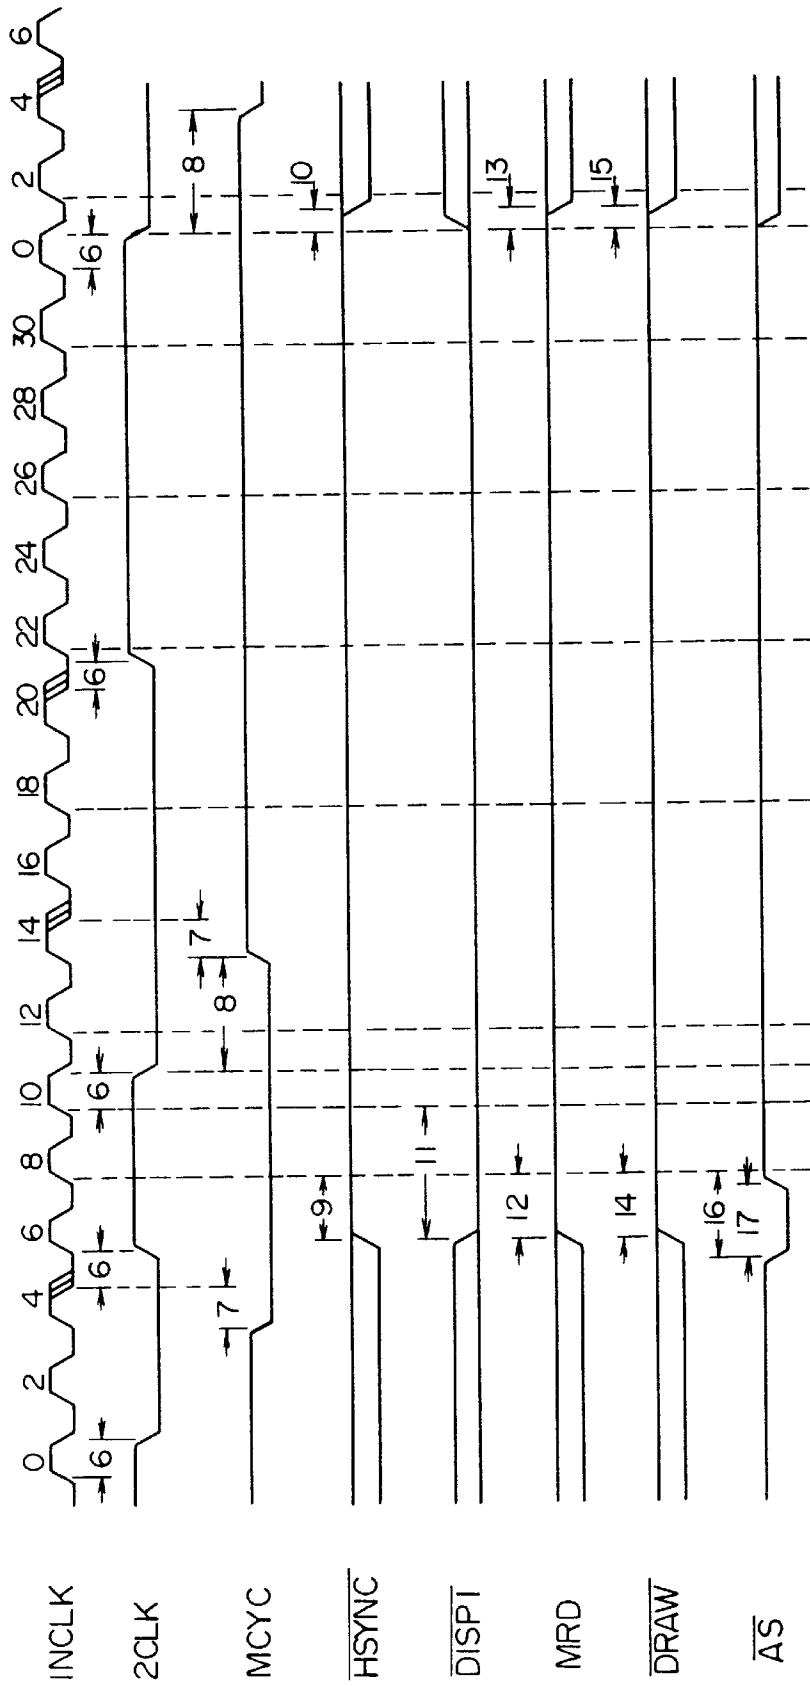 0 2 4 6 8 10 12 14 16 18 20 22 24 26 28 30 0 2 4 6
INCLK
6 6 6 6 6
2CLK
7 8 7 8
MCYC
9 10
HSYNC
11
DISP1
12 13
MRD
14 15
DRAW
16
17
AS